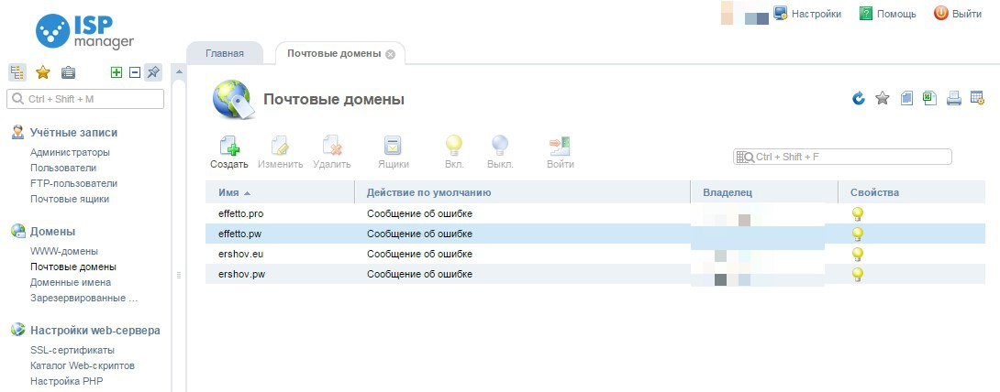 ISP
manager
Настройки
Помощь
Выйти
Главная
Почтовые домены
Ctrl + Shift + M
Учётные записи
Администраторы
Пользователи
FTP-пользователи
Почтовые ящики
Домены
WWW-домены
Почтовые домены
Доменные имена
Зарезервированные ...
Настройки web-сервера
SSL-сертификаты
Каталог Web-скриптов
Настройка PHP
Почтовые домены
Создать Изменить Удалить Ящики Вкл. Выкл. Войти
Ctrl + Shift + F
Имя Действие по умолчанию Владелец Свойства
effetto.pro Сообщение об ошибке
effetto.pw Сообщение об ошибке
ershov.eu Сообщение об ошибке
ershov.pw Сообщение об ошибке